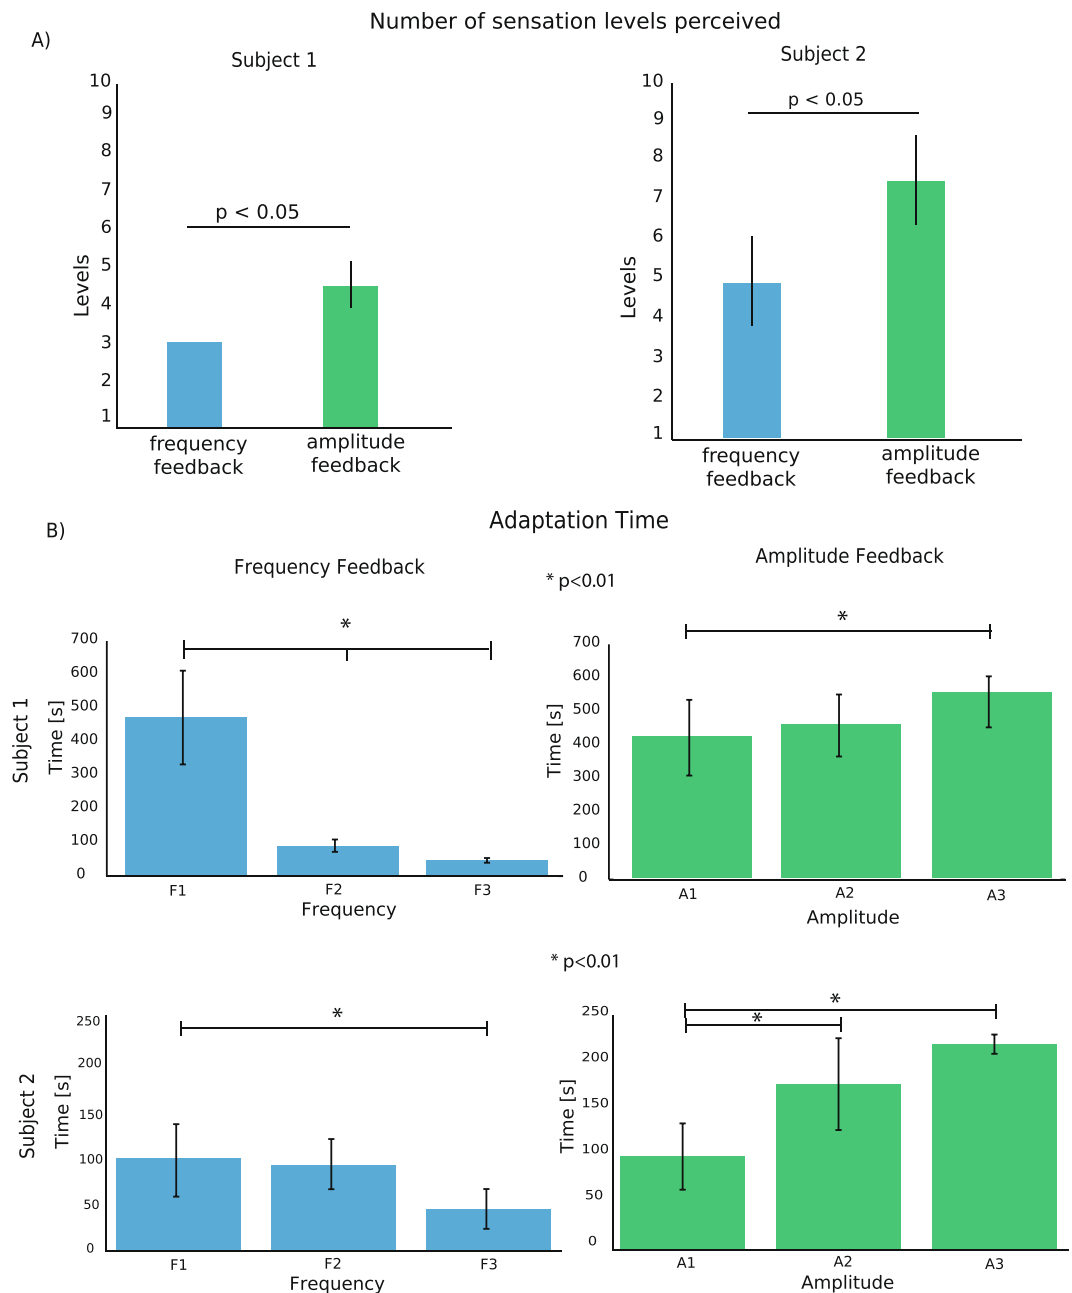 Number of sensation levels perceived
A)
Subject 1
Subject 2
10
9
8
7
6
5
4
3
2
1
Levels
p < 0.05
frequency
feedback
amplitude
feedback
10
9
8
7
6
5
4
3
2
1
Levels
p < 0.05
frequency
feedback
amplitude
feedback
B)
Adaptation Time
Frequency Feedback
Amplitude Feedback
* p<0.01
Subject 1
Time [s]
700
600
500
400
300
200
100
0
*
F1
F2
F3
Frequency
Time [s]
700
600
500
400
300
200
100
0
*
A1
A2
A3
Amplitude
* p<0.01
Subject 2
Time [s]
250
200
150
100
50
0
*
F1
F2
F3
Frequency
Time [s]
250
200
150
100
50
0
*
*
A1
A2
A3
Amplitude